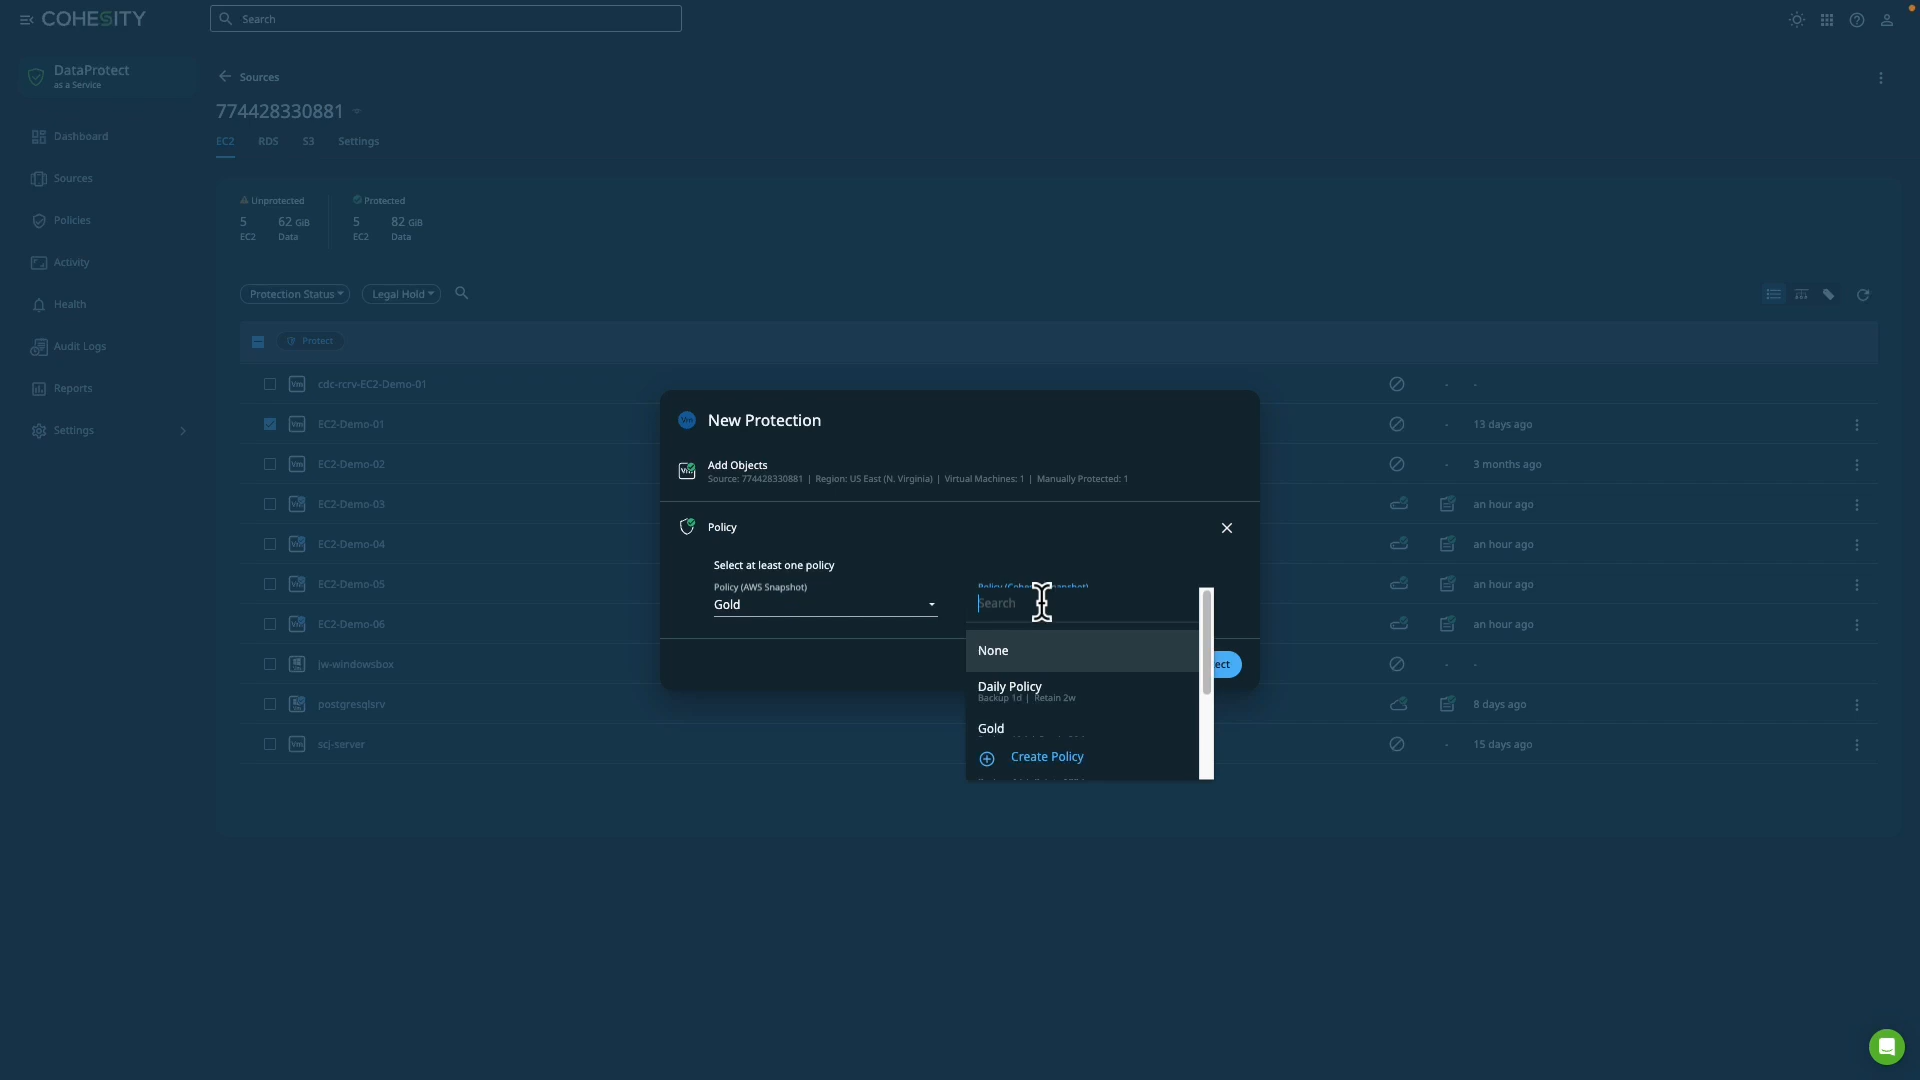 COHESITY
Search
DataProtect
as a Service
Dashboard
Sources
Policies
Activity
Health
Audit Logs
Reports
Settings
Sources
774428330881
EC2 RDS S3 Settings
Unprotected
5 62 GiB
EC2 Data
Protected
5 82 GiB
EC2 Data
Protection Status Legal Hold
Protect
cdc-rcrv-EC2-Demo-01 - -
EC2-Demo-01 - 13 days ago
EC2-Demo-02 - 3 months ago
EC2-Demo-03 an hour ago
EC2-Demo-04 an hour ago
EC2-Demo-05 an hour ago
EC2-Demo-06 an hour ago
jw-windowsbox - -
postgresqlsrv 8 days ago
scj-server - 15 days ago
New Protection
Add Objects
Source: 774428330881 | Region: US East (N. Virginia) | Virtual Machines: 1 | Manually Protected: 1
Policy
Select at least one policy
Policy (AWS Snapshot)
Gold
Search
None
Daily Policy
Backup 1d | Retain 2w
Gold
Create Policy
ect